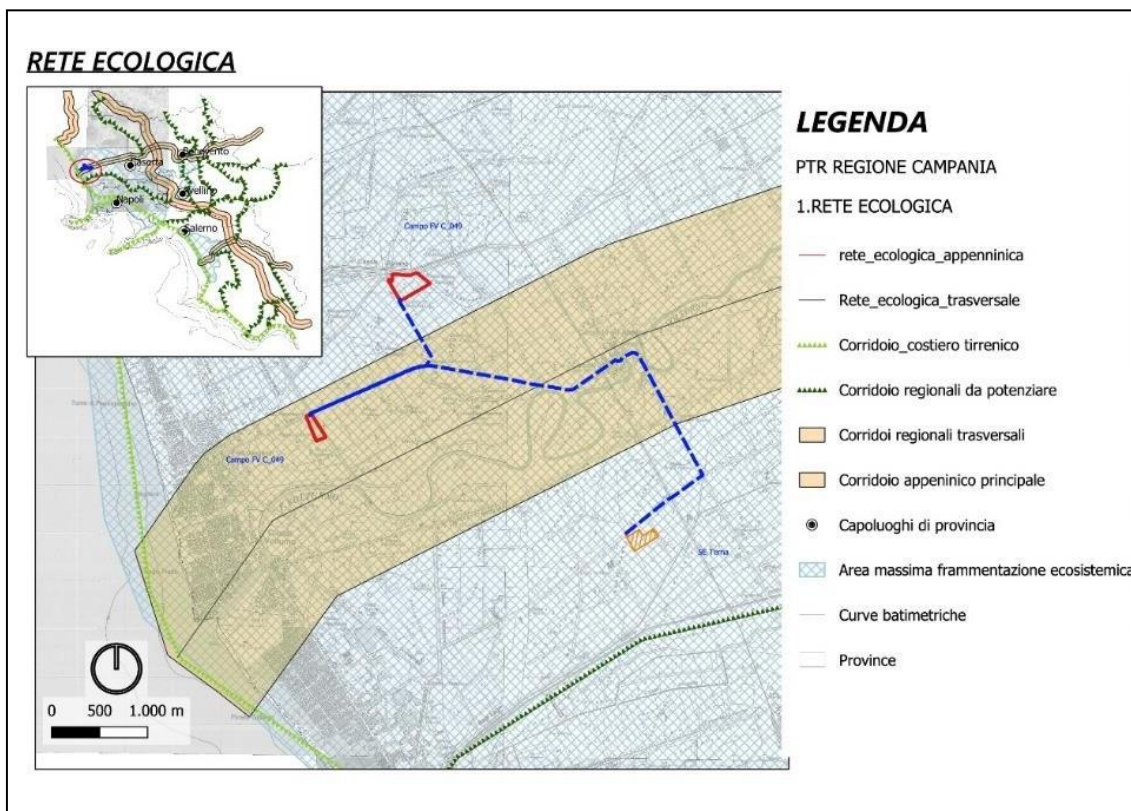 RETE ECOLOGICA
Benevento
Caserta
Avellino
Napoli
Salerno
Campo FV C_049
Campo FV C_049
VOLTURNO
SE Terna
0 500 1.000 m
LEGENDA
PTR REGIONE CAMPANIA
1.RETE ECOLOGICA
rete_ecologica_appenninica
Rete_ecologica_trasversale
Corridoio_costiero tirrenico
Corridoio regionali da potenziare
Corridoi regionali trasversali
Corridoio appeninico principale
Capoluoghi di provincia
Area massima frammentazione ecosistemica
Curve batimetriche
Province